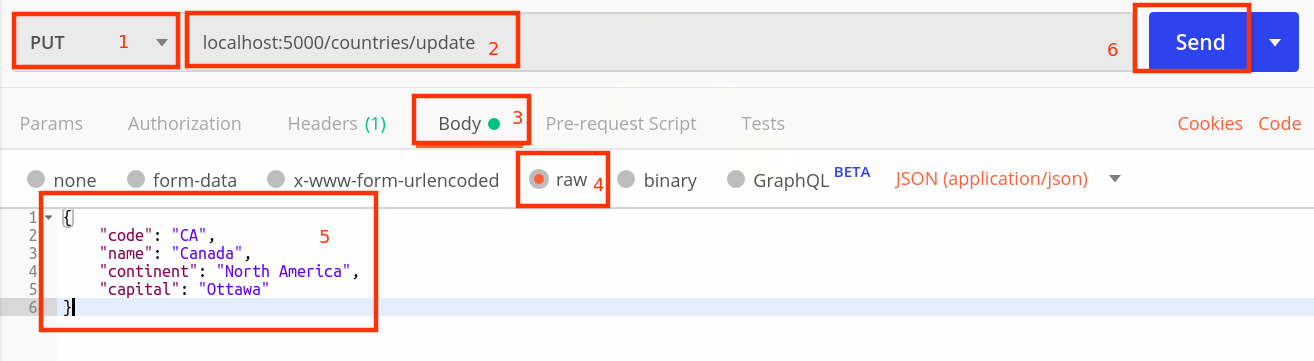 PUT 1 localhost:5000/countries/update 2 6 Send
Params Authorization Headers (1) Body 3 Pre-request Script Tests Cookies Code
none form-data x-www-form-urlencoded raw 4 binary GraphQL BETA JSON (application/json)
1 {
2 "code": "CA", 5
3 "name": "Canada",
4 "continent": "North America",
5 "capital": "Ottawa"
6 }